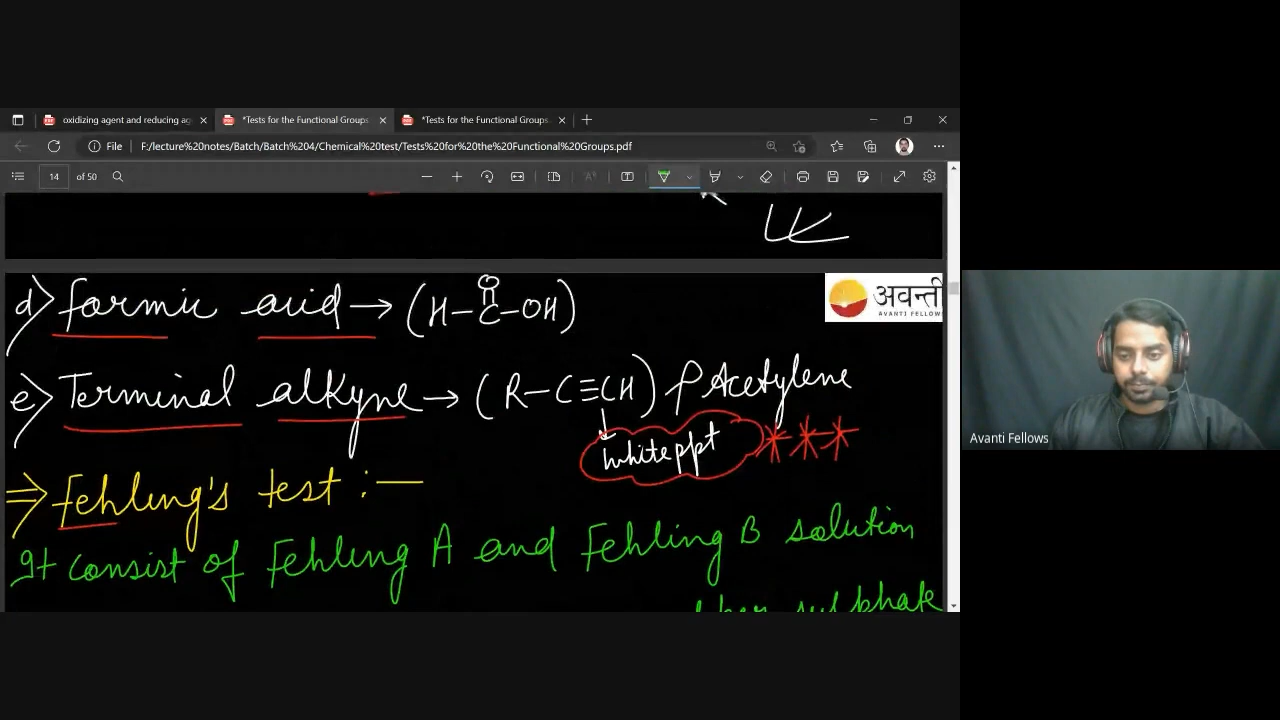 oxidizing agent and reducing ag
*Tests for the Functional Groups
*Tests for the Functional Groups.
File
F:/lecture%20notes/Batch/Batch%204/Chemical%20test/Tests%20for%20the%20Functional%20Groups.pdf
14 of 50
d) formic acid → (H-C-OH)
O
अवन्ती
AVANTI FELLOWS
e) Terminal alkyne → (R-C≡CH) Acetylene
white ppt
⇒ Fehling's test :-
It consist of Fehling A and Fehling B solution
sulphate
Avanti Fellows